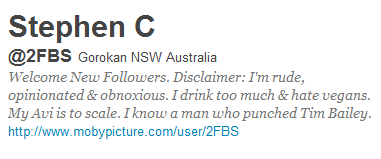 Stephen C
@2FBS Gorokan NSW Australia
Welcome New Followers. Disclaimer: I'm rude,
opinionated & obnoxious. I drink too much & hate vegans.
My Avi is to scale. I know a man who punched Tim Bailey.
http://www.mobypicture.com/user/2FBS